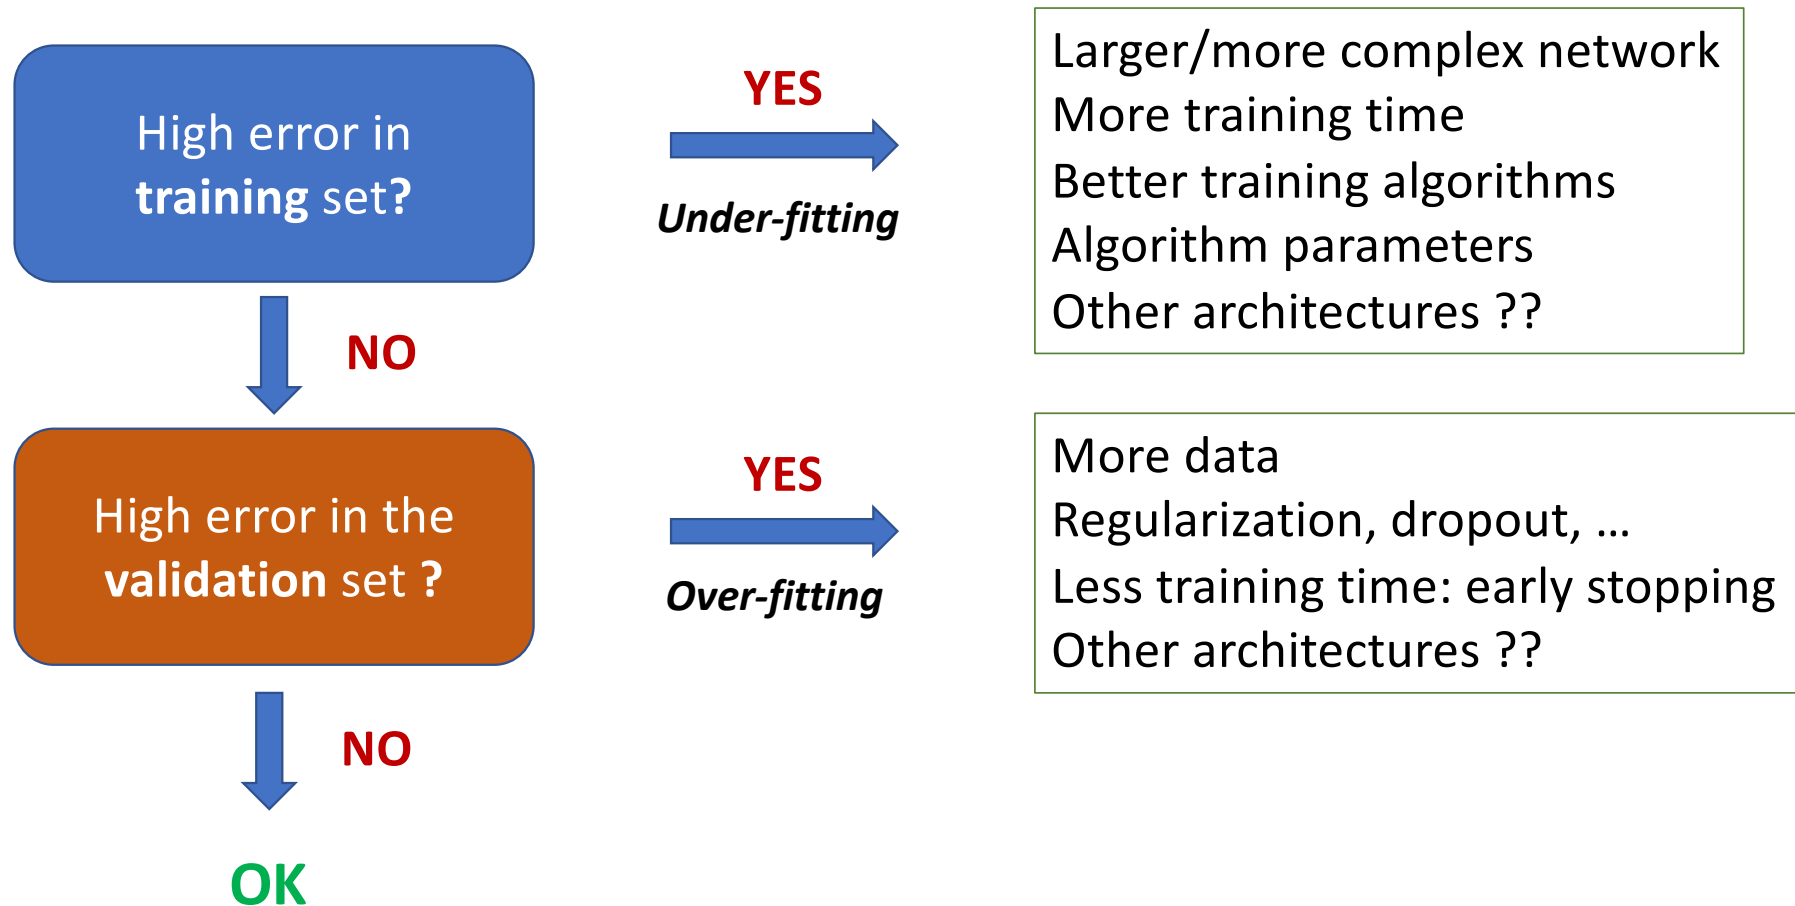 High error in
training set?
YES
Under-fitting
Larger/more complex network
More training time
Better training algorithms
Algorithm parameters
Other architectures ??
NO
High error in the
validation set ?
YES
Over-fitting
More data
Regularization, dropout, ...
Less training time: early stopping
Other architectures ??
NO
OK